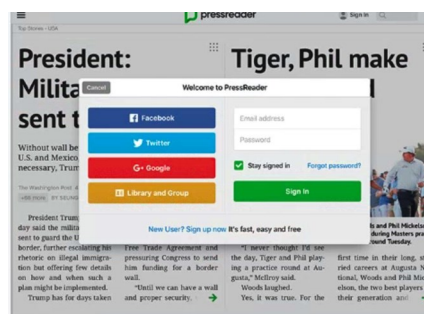 pressreader
Sign In
Top Stories - USA
President:
Tiger, Phil make
Milita
sent t
Cancel
Welcome to PressReader
Facebook
Twitter
G+ Google
Library and Group
Email address
Password
Stay signed in
Forgot password?
Sign In
New User? Sign up now It's fast, easy and free
Without wall be
U.S. and Mexico
necessary, Trum
The Washington Post
President Trum
day said the milita
sent to guard the U
border, further escalating his
rhetoric on illegal immigra-
tion but offering few details
on how and when such a
plan might be implemented.
Trump has for days taken
Free Trade Agreement and
pressuring Congress to send
him funding for a border
wall.
"Until we can have a wall
and proper security,
"I never thought I'd see
the day, Tiger and Phil play-
ing a practice round at Au-
gusta," McIlroy said.
Woods laughed.
Yes, it was true. For the
ds and Phil Mickels
during Masters pra
round Tuesday.
first time in their long, st
ried careers at Augusta N
tional, Woods and Phil Mic
elson, the two best players
their generation and